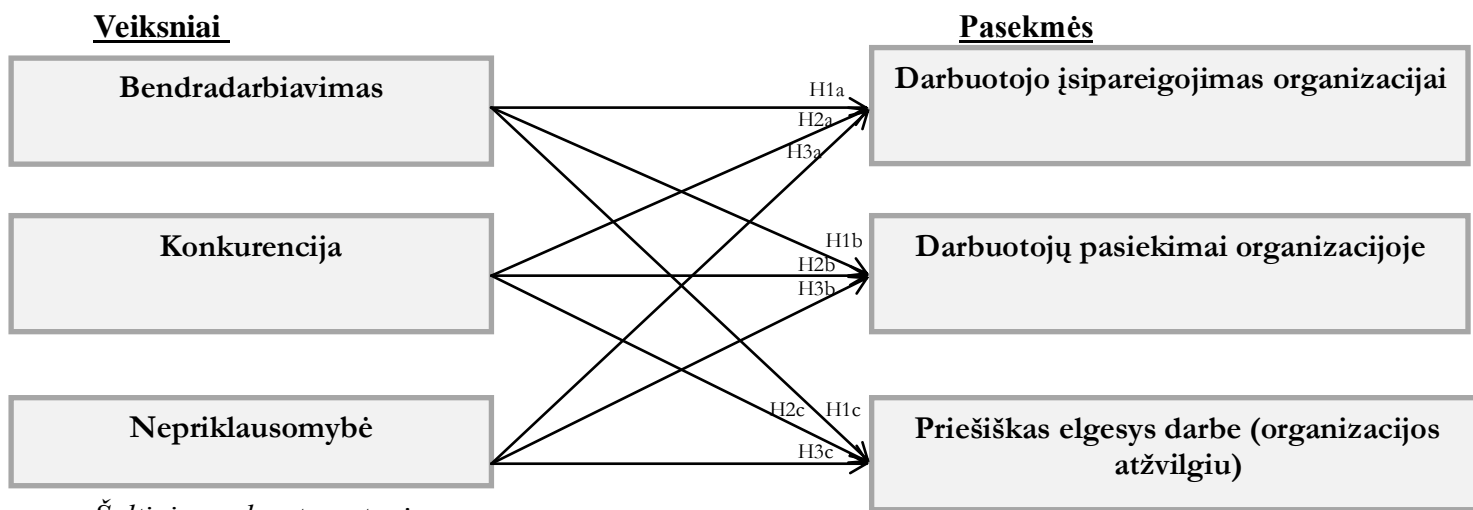 Veiksniai
Pasekmės
Bendradarbiavimas
Darbuotojo įsipareigojimas organizacijai
H1a
H2a
H3a
Konkurencija
Darbuotojų pasiekimai organizacijoje
H1b
H2b
H3b
Nepriklausomybė
Priešiškas elgesys darbe (organizacijos
atžvilgiu)
H2c
H1c
H3c